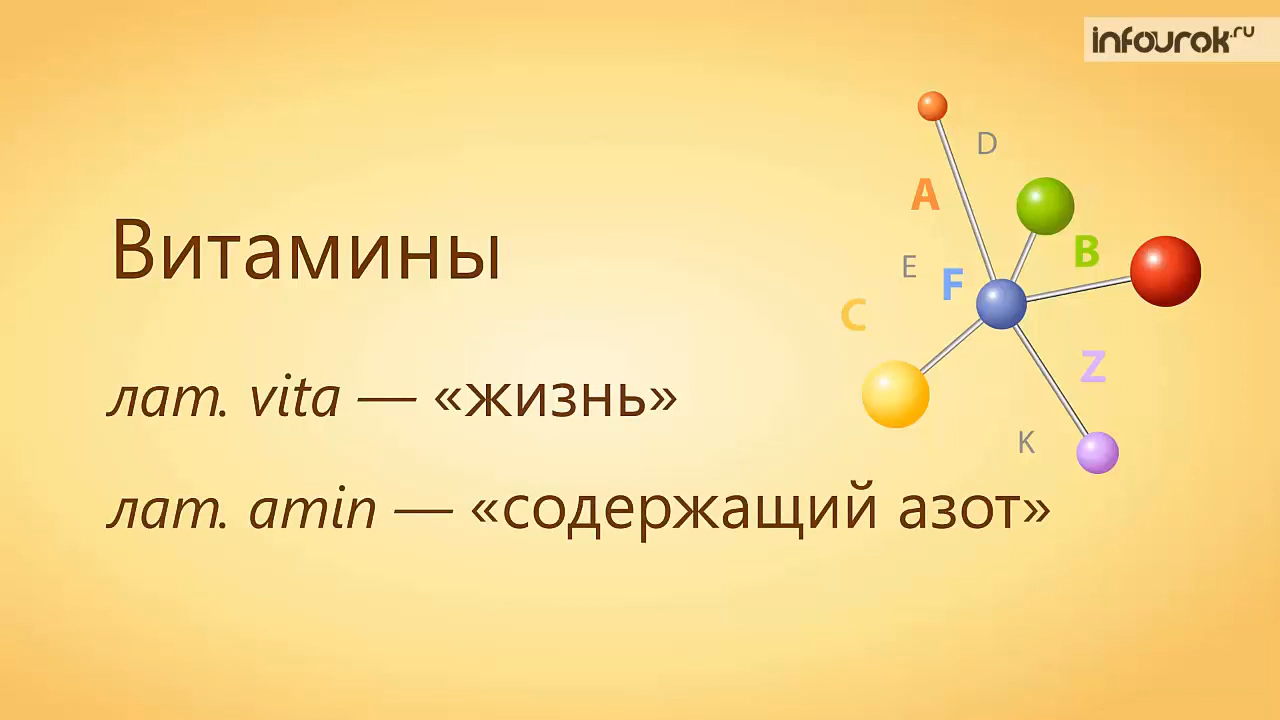 infourok.ru
D
A
B
E
F
C
Z
K
Витамины
лат. vita — «жизнь»
лат. amin — «содержащий азот»